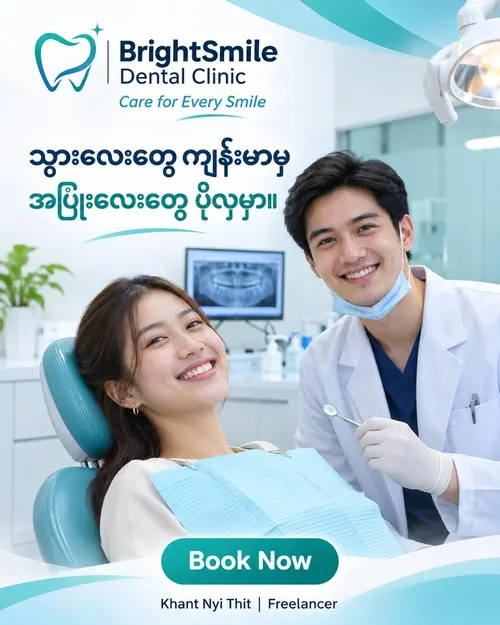 BrightSmile
Dental Clinic
Care for Every Smile
သွားလေးတွေ ကျန်းမာမှ
အပြုံးလေးတွေ ပိုလှမှာ။
Book Now
Khant Nyi Thit | Freelancer